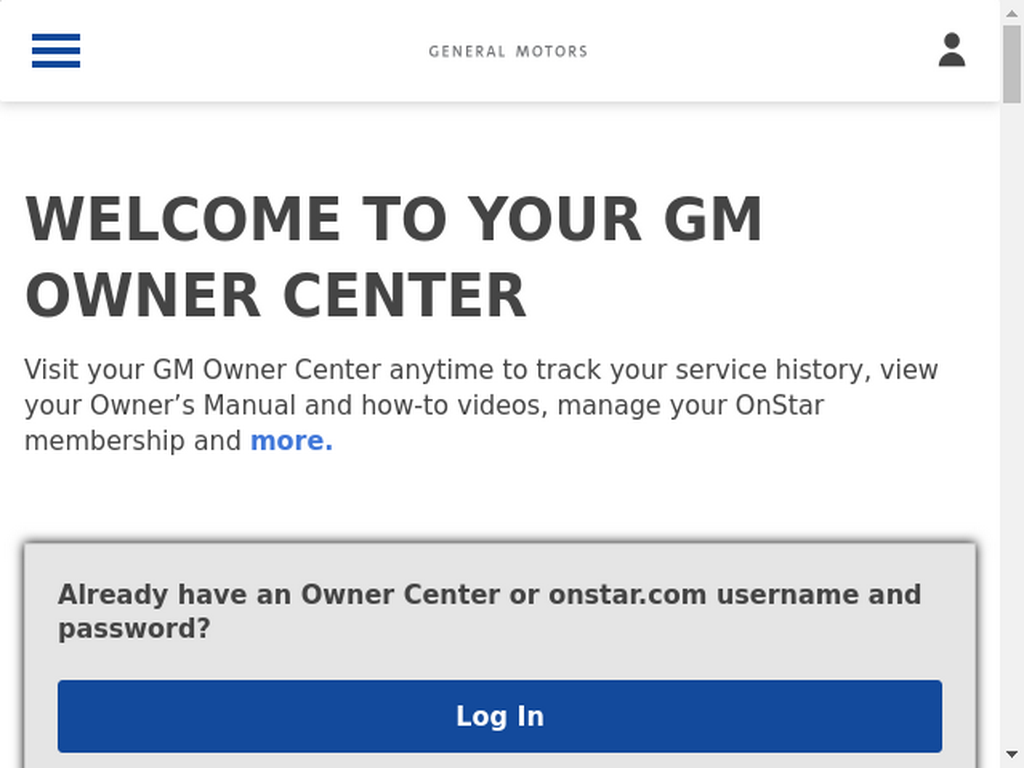 GENERAL MOTORS
WELCOME TO YOUR GM
OWNER CENTER
Visit your GM Owner Center anytime to track your service history, view
your Owner’s Manual and how-to videos, manage your OnStar
membership and more.
Already have an Owner Center or onstar.com username and
password?
Log In